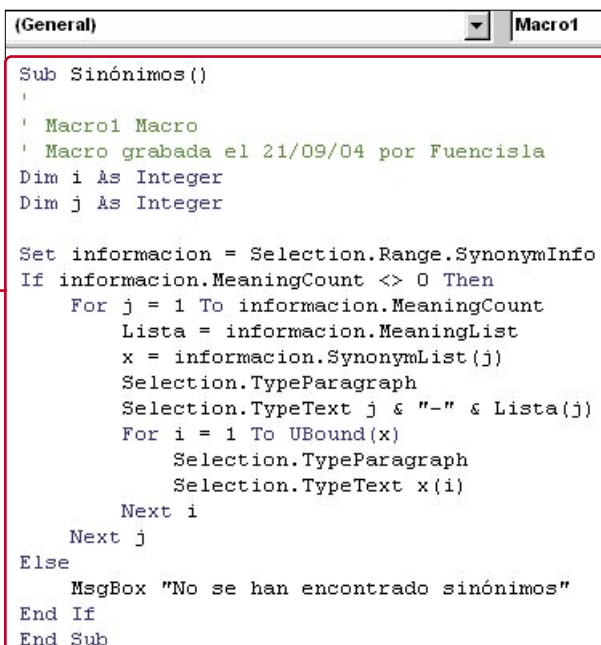 (General) Macro1
Sub Sinónimos()
'
' Macro1 Macro
' Macro grabada el 21/09/04 por Fuencisla
Dim i As Integer
Dim j As Integer
Set informacion = Selection.Range.SynonymInfo
If informacion.MeaningCount <> 0 Then
For j = 1 To informacion.MeaningCount
Lista = informacion.MeaningList
x = informacion.SynonymList(j)
Selection.TypeParagraph
Selection.TypeText j & "-" & Lista(j)
For i = 1 To UBound(x)
Selection.TypeParagraph
Selection.TypeText x(i)
Next i
Next j
Else
MsgBox "No se han encontrado sinónimos"
End If
End Sub